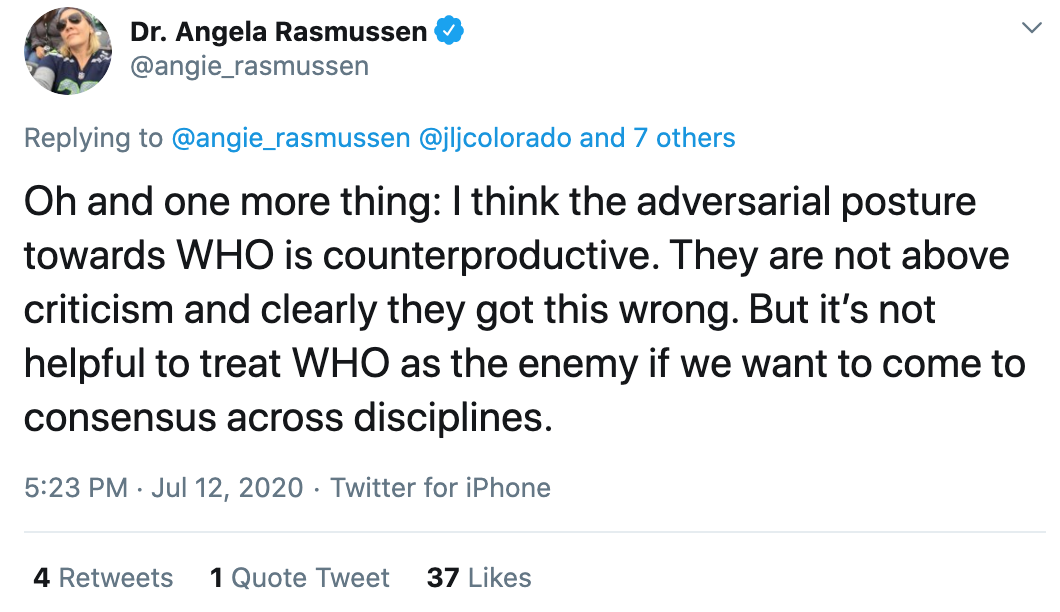 Dr. Angela Rasmussen
@angie_rasmussen
Replying to @angie_rasmussen @jljcolorado and 7 others
Oh and one more thing: I think the adversarial posture
towards WHO is counterproductive. They are not above
criticism and clearly they got this wrong. But it’s not
helpful to treat WHO as the enemy if we want to come to
consensus across disciplines.
5:23 PM · Jul 12, 2020 · Twitter for iPhone
4 Retweets 1 Quote Tweet 37 Likes